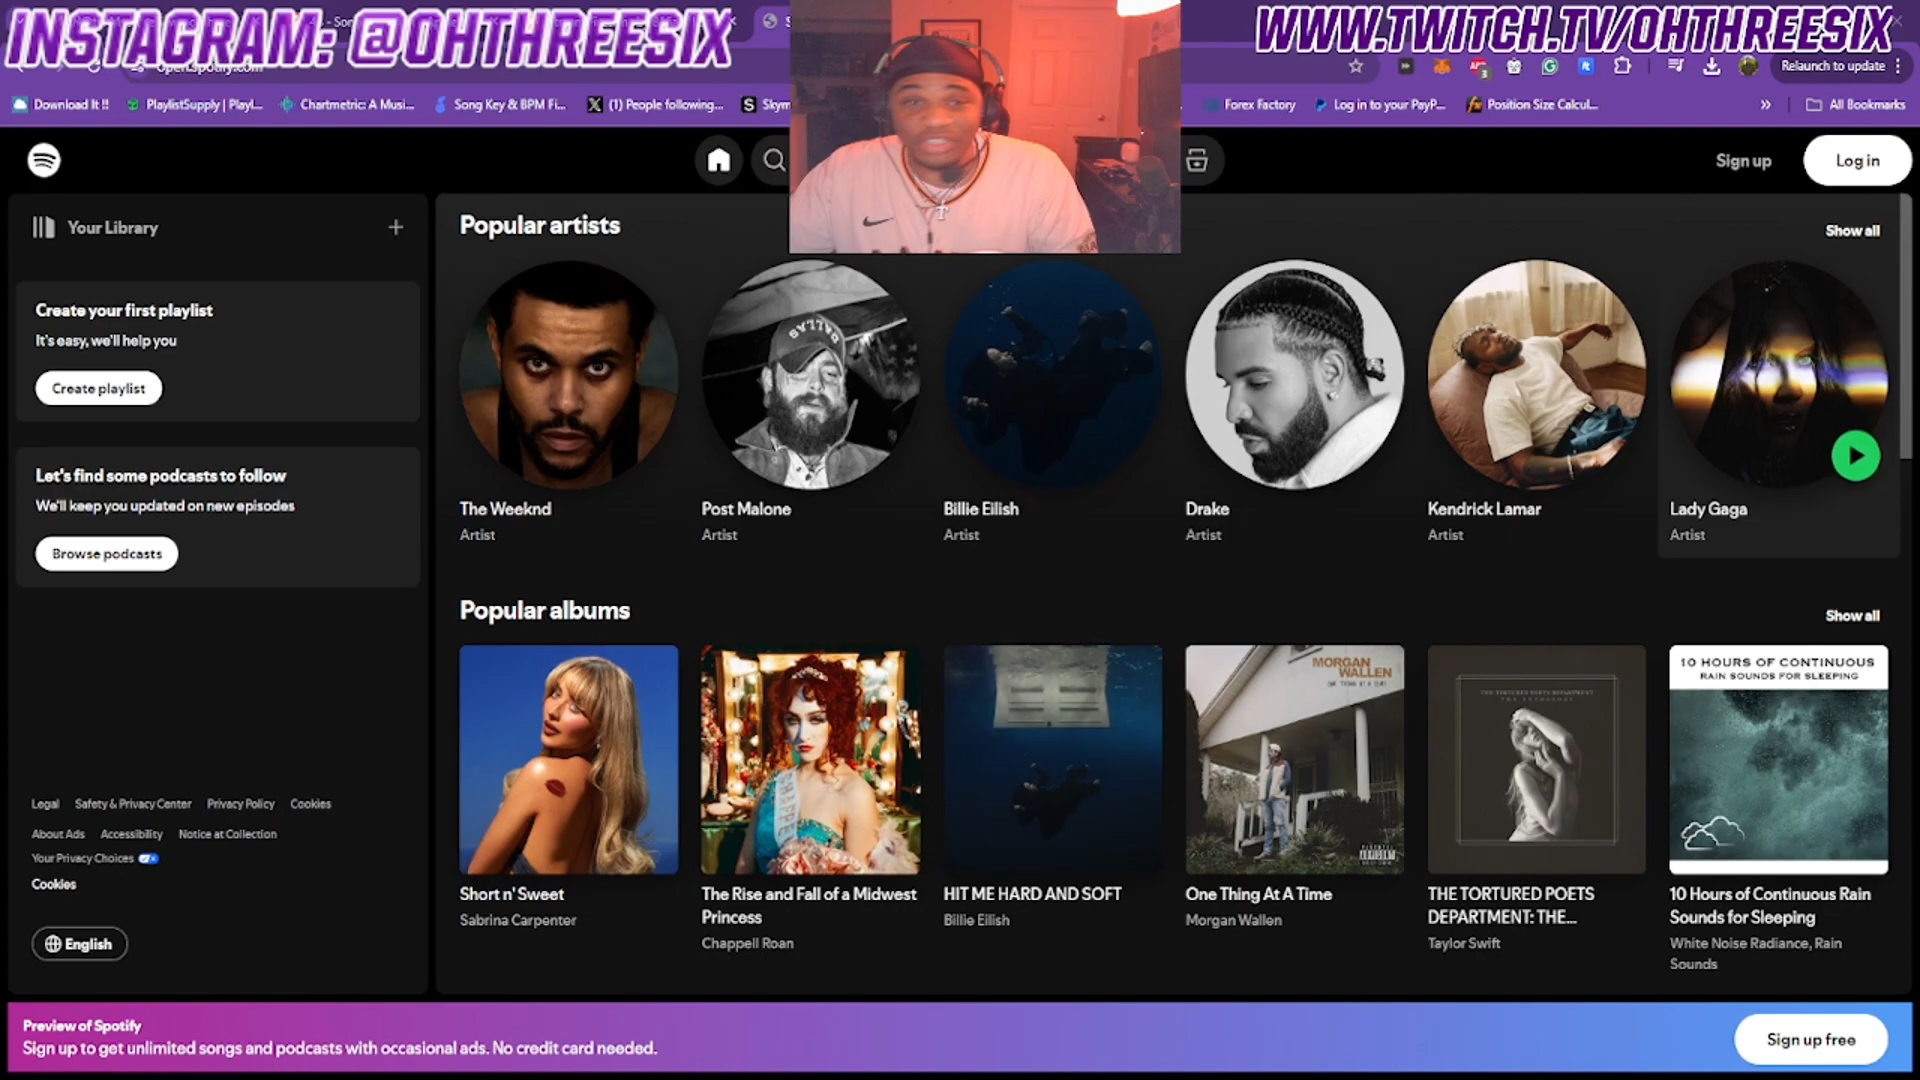 INSTAGRAM: @OHTHREESIX
WWW.TWITCH.TV/OHTHREESIX
Relaunch to update
Download It !!
PlaylistSupply | Playl...
Chartmetric: A Musi...
Song Key & BPM Fi...
(1) People following...
Forex Factory
Log in to your PayP...
Position Size Calcul...
All Bookmarks
Sign up
Log in
Your Library
Create your first playlist
It's easy, we'll help you
Create playlist
Let's find some podcasts to follow
We'll keep you updated on new episodes
Browse podcasts
Legal Safety & Privacy Center Privacy Policy Cookies
About Ads Accessibility Notice at Collection
Your Privacy Choices
Cookies
English
Popular artists
Show all
DALLAS
The Weeknd
Artist
Post Malone
Artist
Billie Eilish
Artist
Drake
Artist
Kendrick Lamar
Artist
Lady Gaga
Artist
Popular albums
Show all
MORGAN
WALLEN
10 HOURS OF CONTINUOUS
RAIN SOUNDS FOR SLEEPING
Short n' Sweet
Sabrina Carpenter
The Rise and Fall of a Midwest
Princess
Chappell Roan
HIT ME HARD AND SOFT
Billie Eilish
One Thing At A Time
Morgan Wallen
THE TORTURED POETS
DEPARTMENT: THE...
Taylor Swift
10 Hours of Continuous Rain
Sounds for Sleeping
White Noise Radiance, Rain
Sounds
Preview of Spotify
Sign up to get unlimited songs and podcasts with occasional ads. No credit card needed.
Sign up free